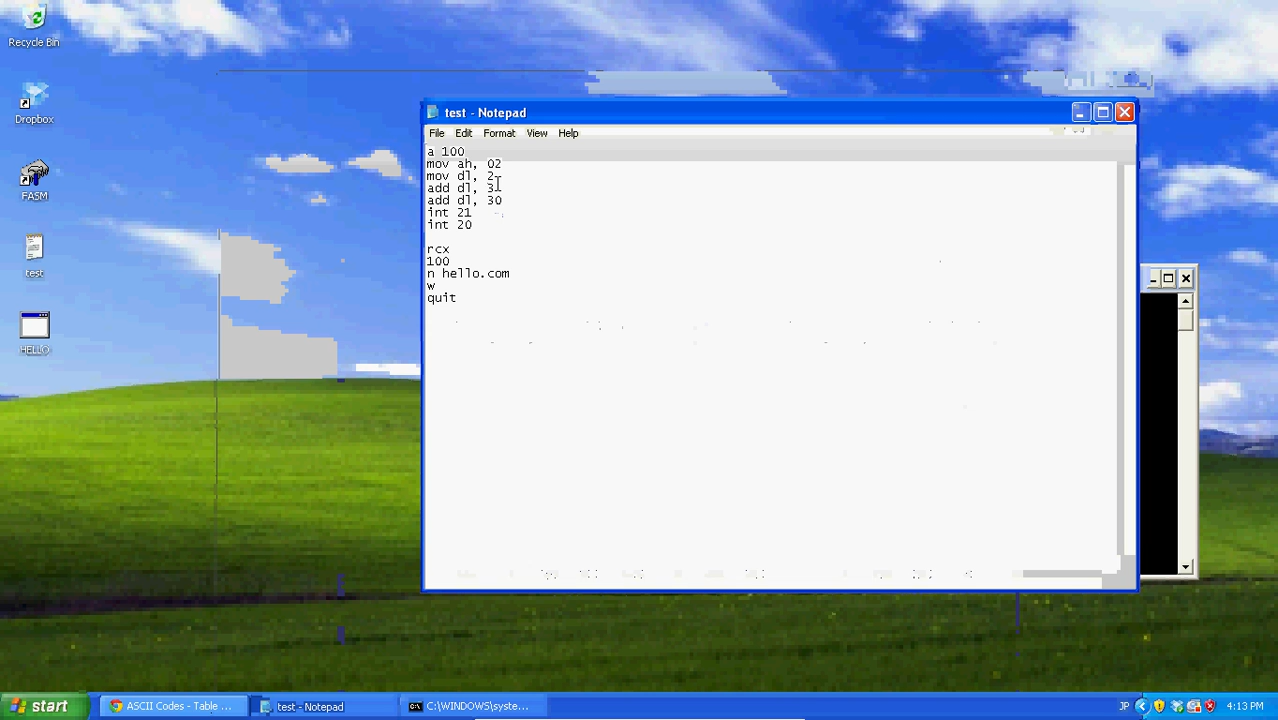 Recycle Bin
Dropbox
FASM
test
HELLO
test - Notepad
File Edit Format View Help
a 100
mov ah, 02
mov dl, 2
add dl, 3
add dl, 30
int 21
int 20
rcx
100
n hello.com
w
quit
start
ASCII Codes - Table ...
test - Notepad
C:\WINDOWS\syste...
JP
4:13 PM